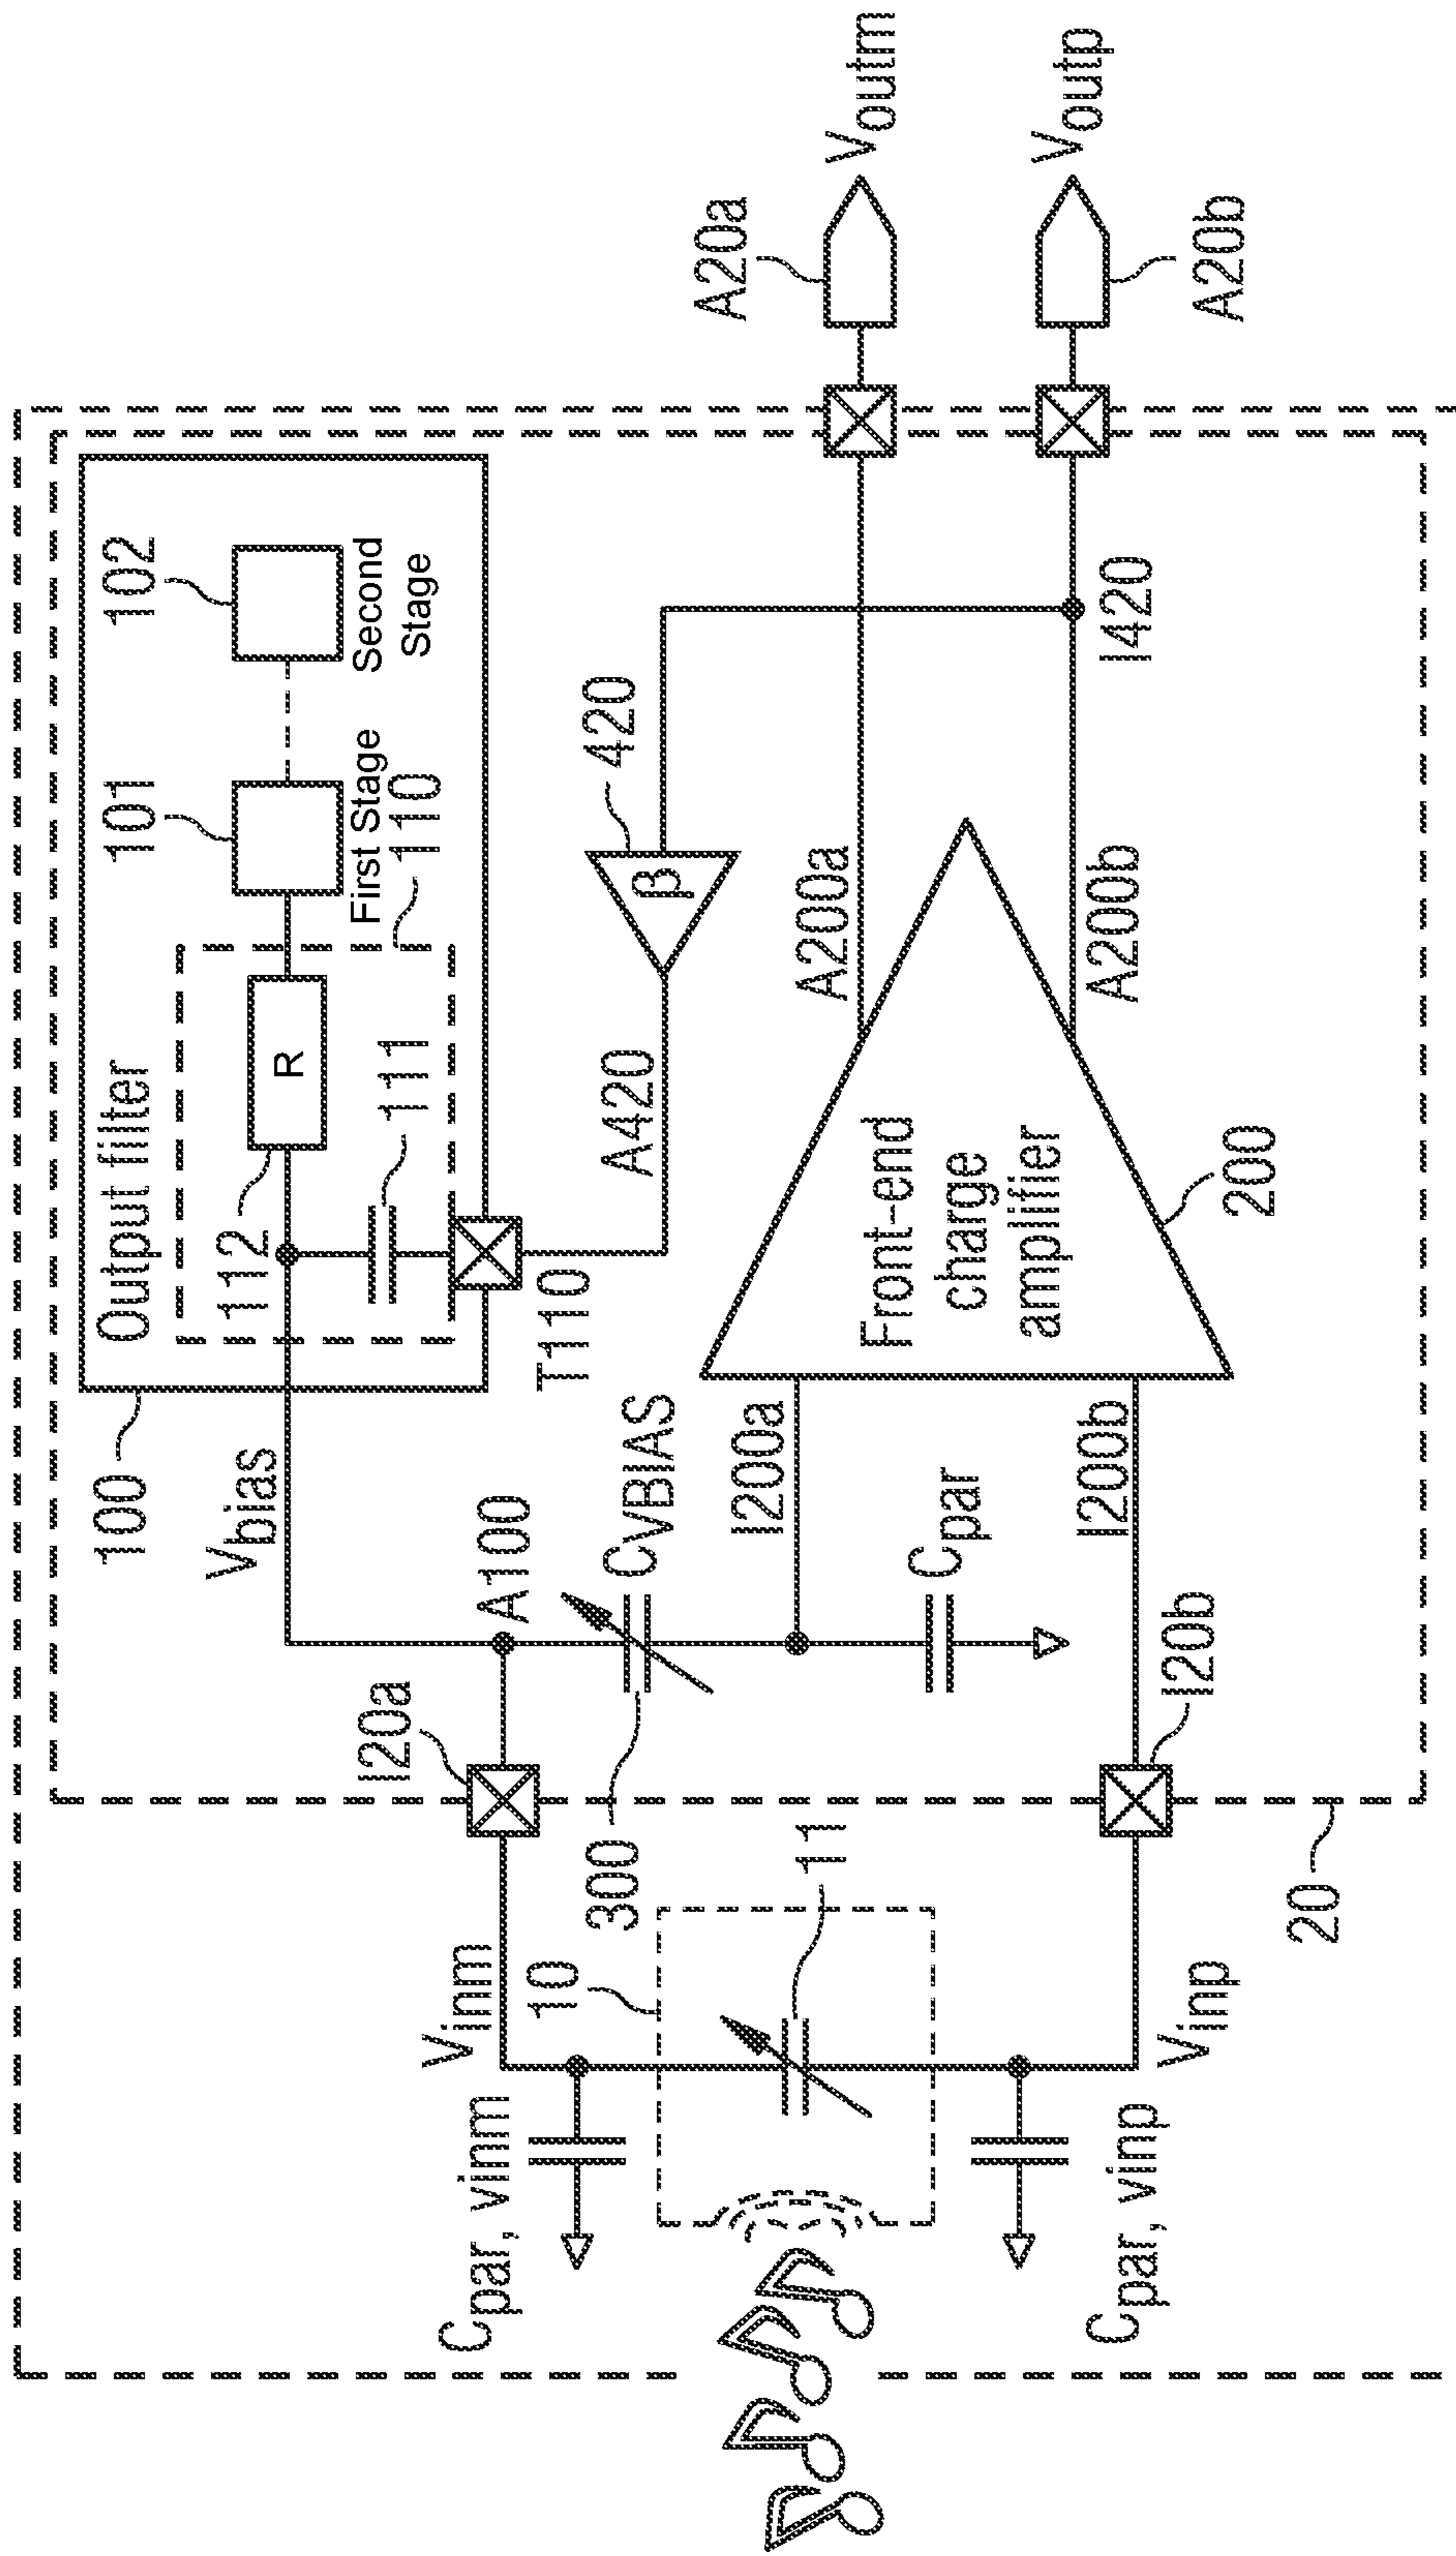 100
Output filter
112
110
111
R
101
First Stage
102
Second
Stage
T110
V bias
A100
I20a
CVBIAS
300
I200a
Cpar
I200b
I20b
Front-end
charge
amplifier
200
A420
420
β
A200a
A200b
I420
A20a
Voutm
A20b
Voutp
Vinm
Cpar, vinm
10
11
Vinp
Cpar, vinp
20